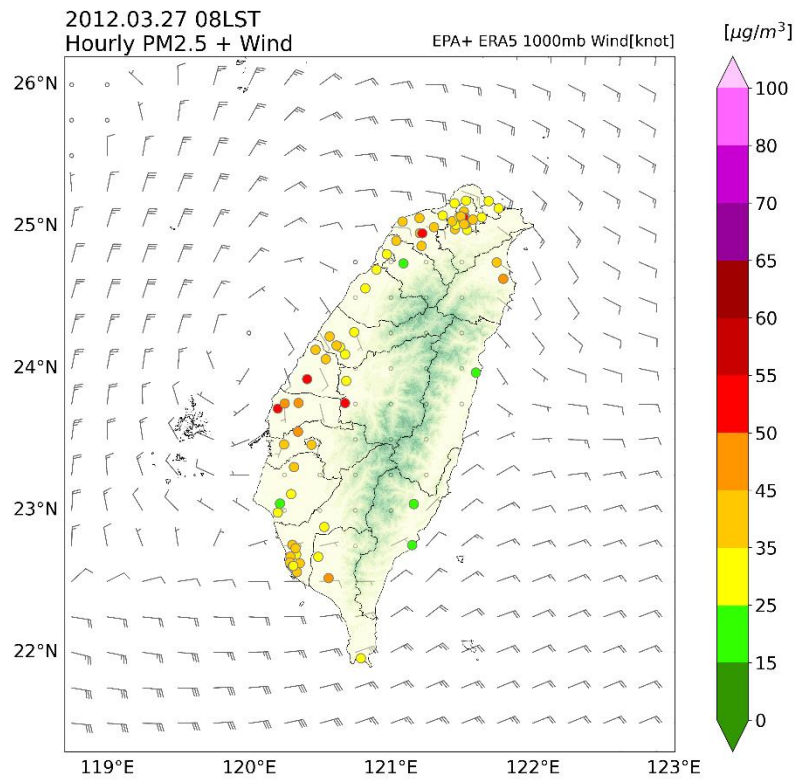 2012.03.27 08LST
Hourly PM2.5 + Wind
EPA+ ERA5 1000mb Wind[knot]
[μg/m³]
26°N
25°N
24°N
23°N
22°N
119°E
120°E
121°E
122°E
123°E
100
80
70
65
60
55
50
45
35
25
15
0